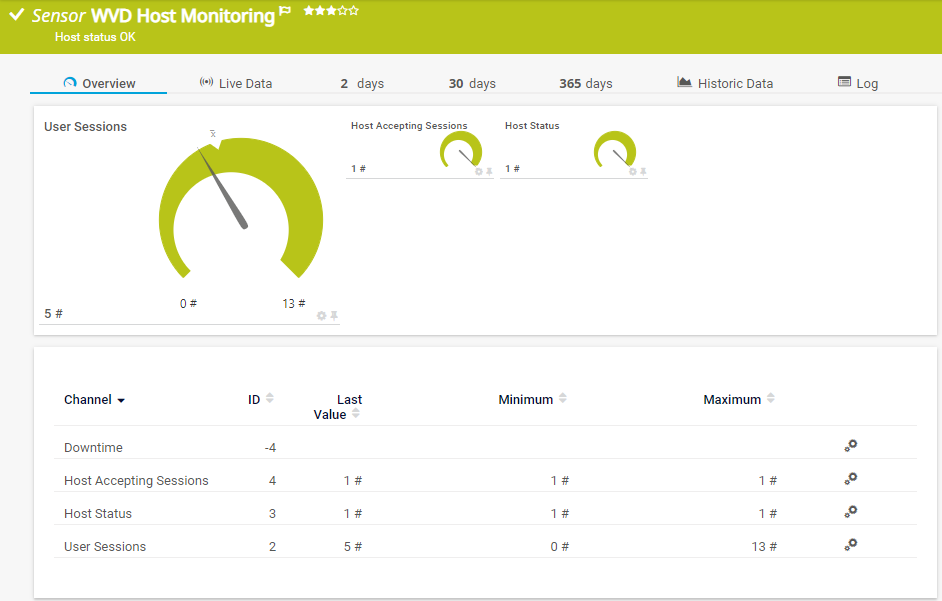 Sensor WVD Host Monitoring
Host status OK
Overview
Live Data
2 days
30 days
365 days
Historic Data
Log
User Sessions
x̄
0 #
13 #
5 #
Host Accepting Sessions
1 #
Host Status
1 #
Channel ID Last Value Minimum Maximum
Downtime -4
Host Accepting Sessions 4 1 # 1 # 1 #
Host Status 3 1 # 1 # 1 #
User Sessions 2 5 # 0 # 13 #